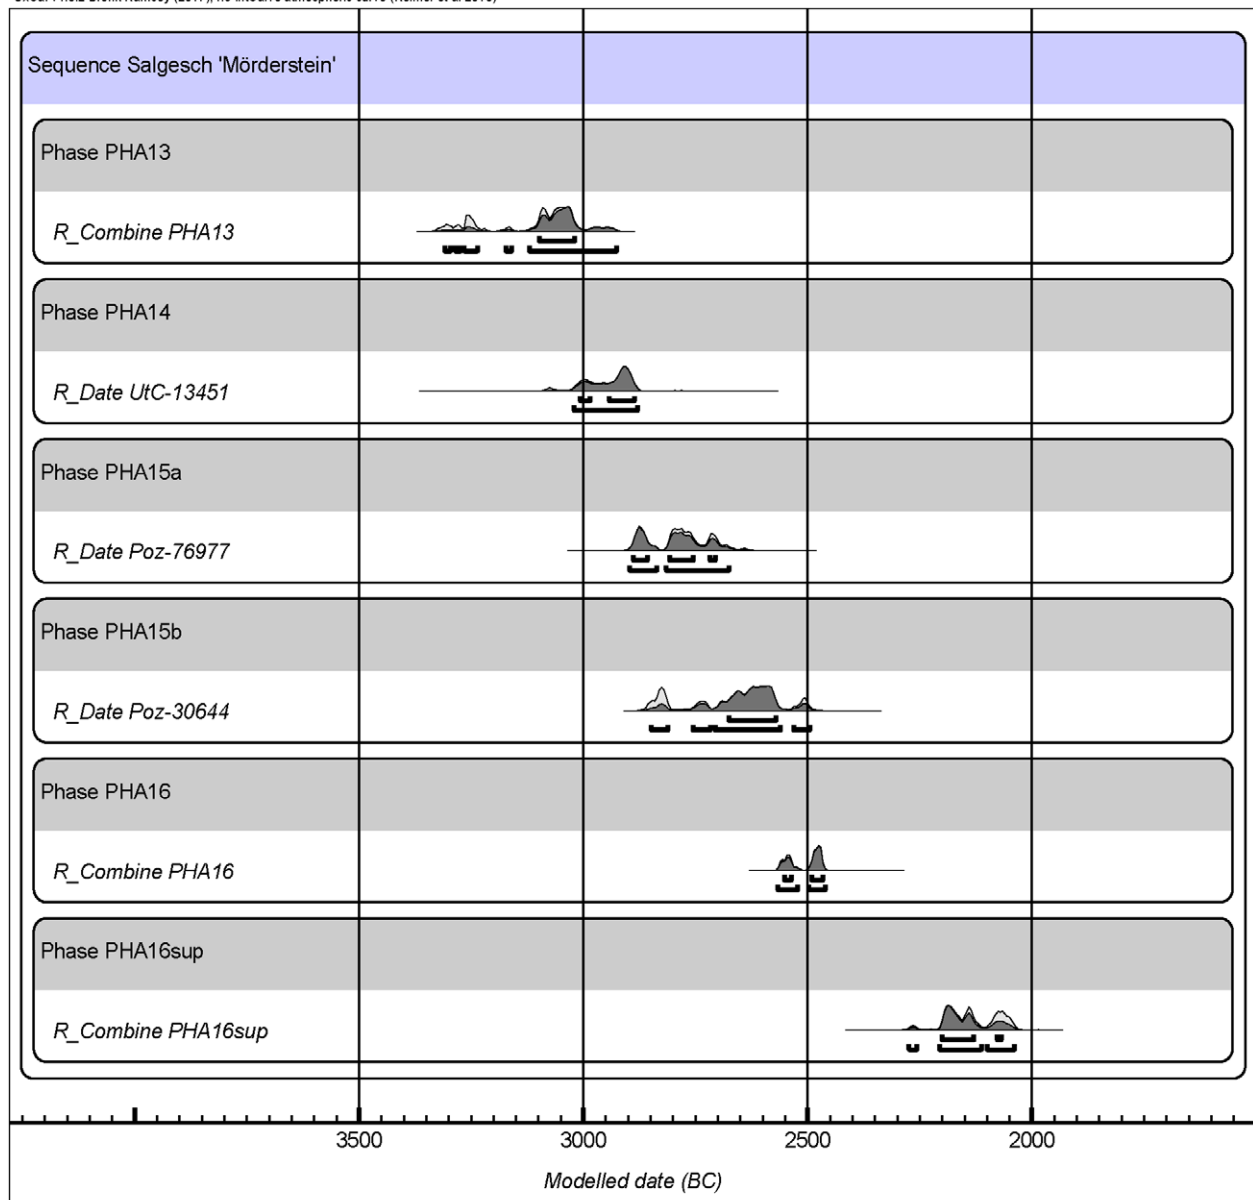 Sequence Salgesch 'Mörderstein'
Phase PHA13
R_Combine PHA13
Phase PHA14
R_Date UtC-13451
Phase PHA15a
R_Date Poz-76977
Phase PHA15b
R_Date Poz-30644
Phase PHA16
R_Combine PHA16
Phase PHA16sup
R_Combine PHA16sup
3500 3000 2500 2000
Modelled date (BC)